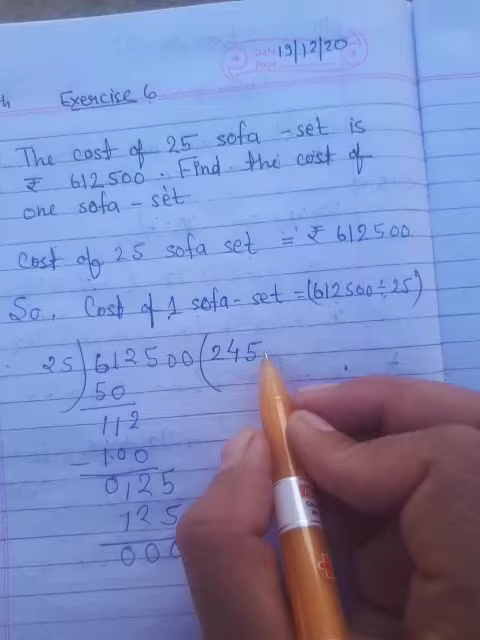 Date 19/12/20
Page
th Exercise 6
The cost of 25 sofa-set is
₹ 612500. Find the cost of
one sofa-set
Cost of 25 sofa set = ₹ 612500
So, Cost of 1 sofa-set = (612500÷25)
25)612500(245
50
112
- 100
0125
125
000